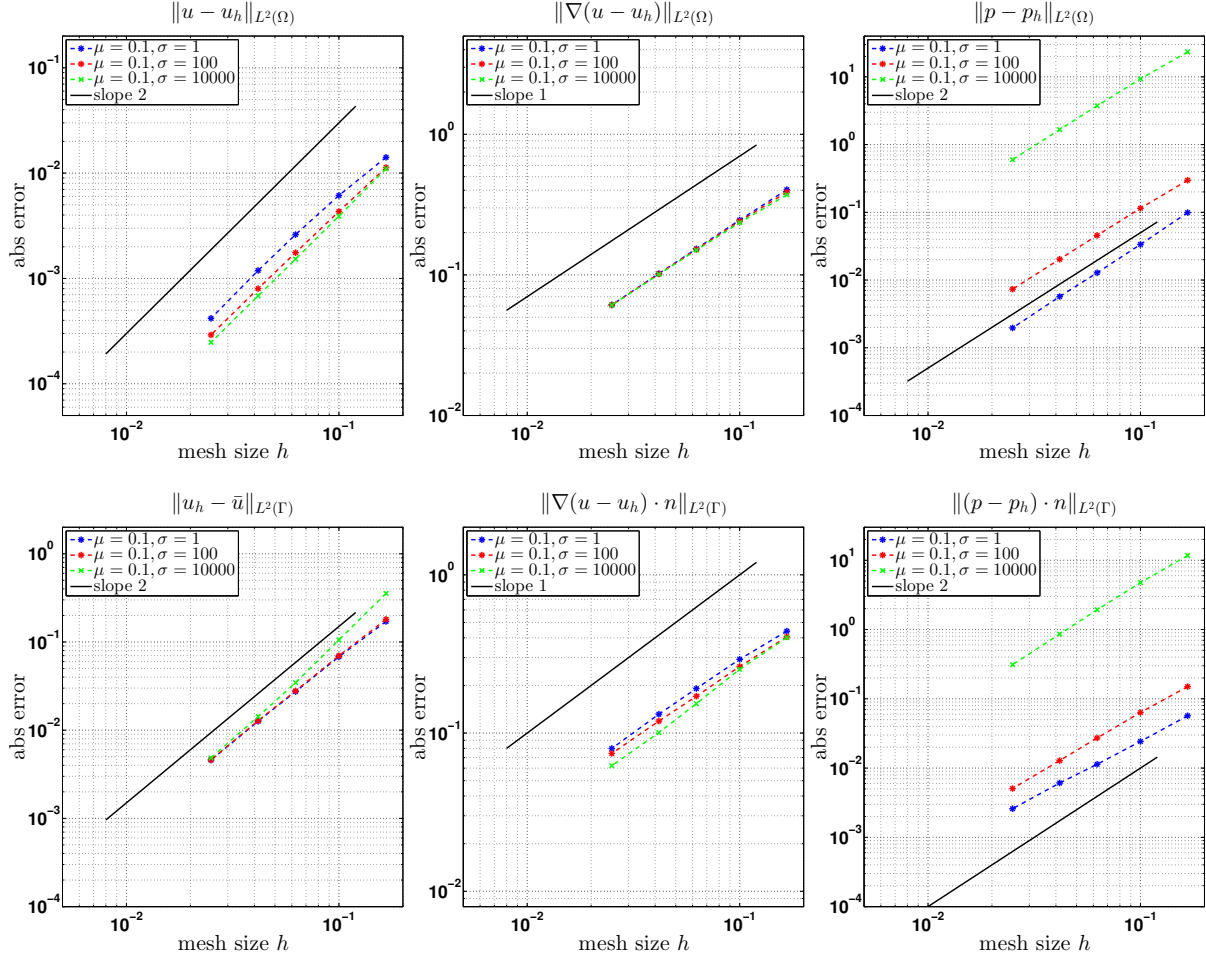 ‖u − u_h‖_{L²(Ω)}
μ = 0.1, σ = 1
μ = 0.1, σ = 100
μ = 0.1, σ = 10000
slope 2
abs error
10⁻¹
10⁻²
10⁻³
10⁻⁴
10⁻² 10⁻¹
mesh size h
‖∇(u − u_h)‖_{L²(Ω)}
μ = 0.1, σ = 1
μ = 0.1, σ = 100
μ = 0.1, σ = 10000
slope 1
abs error
10⁰
10⁻¹
10⁻²
10⁻² 10⁻¹
mesh size h
‖p − p_h‖_{L²(Ω)}
μ = 0.1, σ = 1
μ = 0.1, σ = 100
μ = 0.1, σ = 10000
slope 2
abs error
10¹
10⁰
10⁻¹
10⁻²
10⁻³
10⁻⁴
10⁻² 10⁻¹
mesh size h
‖u_h − ū‖_{L²(Γ)}
μ = 0.1, σ = 1
μ = 0.1, σ = 100
μ = 0.1, σ = 10000
slope 2
abs error
10⁰
10⁻¹
10⁻²
10⁻³
10⁻⁴
10⁻² 10⁻¹
mesh size h
‖∇(u − u_h) · n‖_{L²(Γ)}
μ = 0.1, σ = 1
μ = 0.1, σ = 100
μ = 0.1, σ = 10000
slope 1
abs error
10⁰
10⁻¹
10⁻²
10⁻² 10⁻¹
mesh size h
‖(p − p_h) · n‖_{L²(Γ)}
μ = 0.1, σ = 1
μ = 0.1, σ = 100
μ = 0.1, σ = 10000
slope 2
abs error
10¹
10⁰
10⁻¹
10⁻²
10⁻³
10⁻⁴
10⁻² 10⁻¹
mesh size h